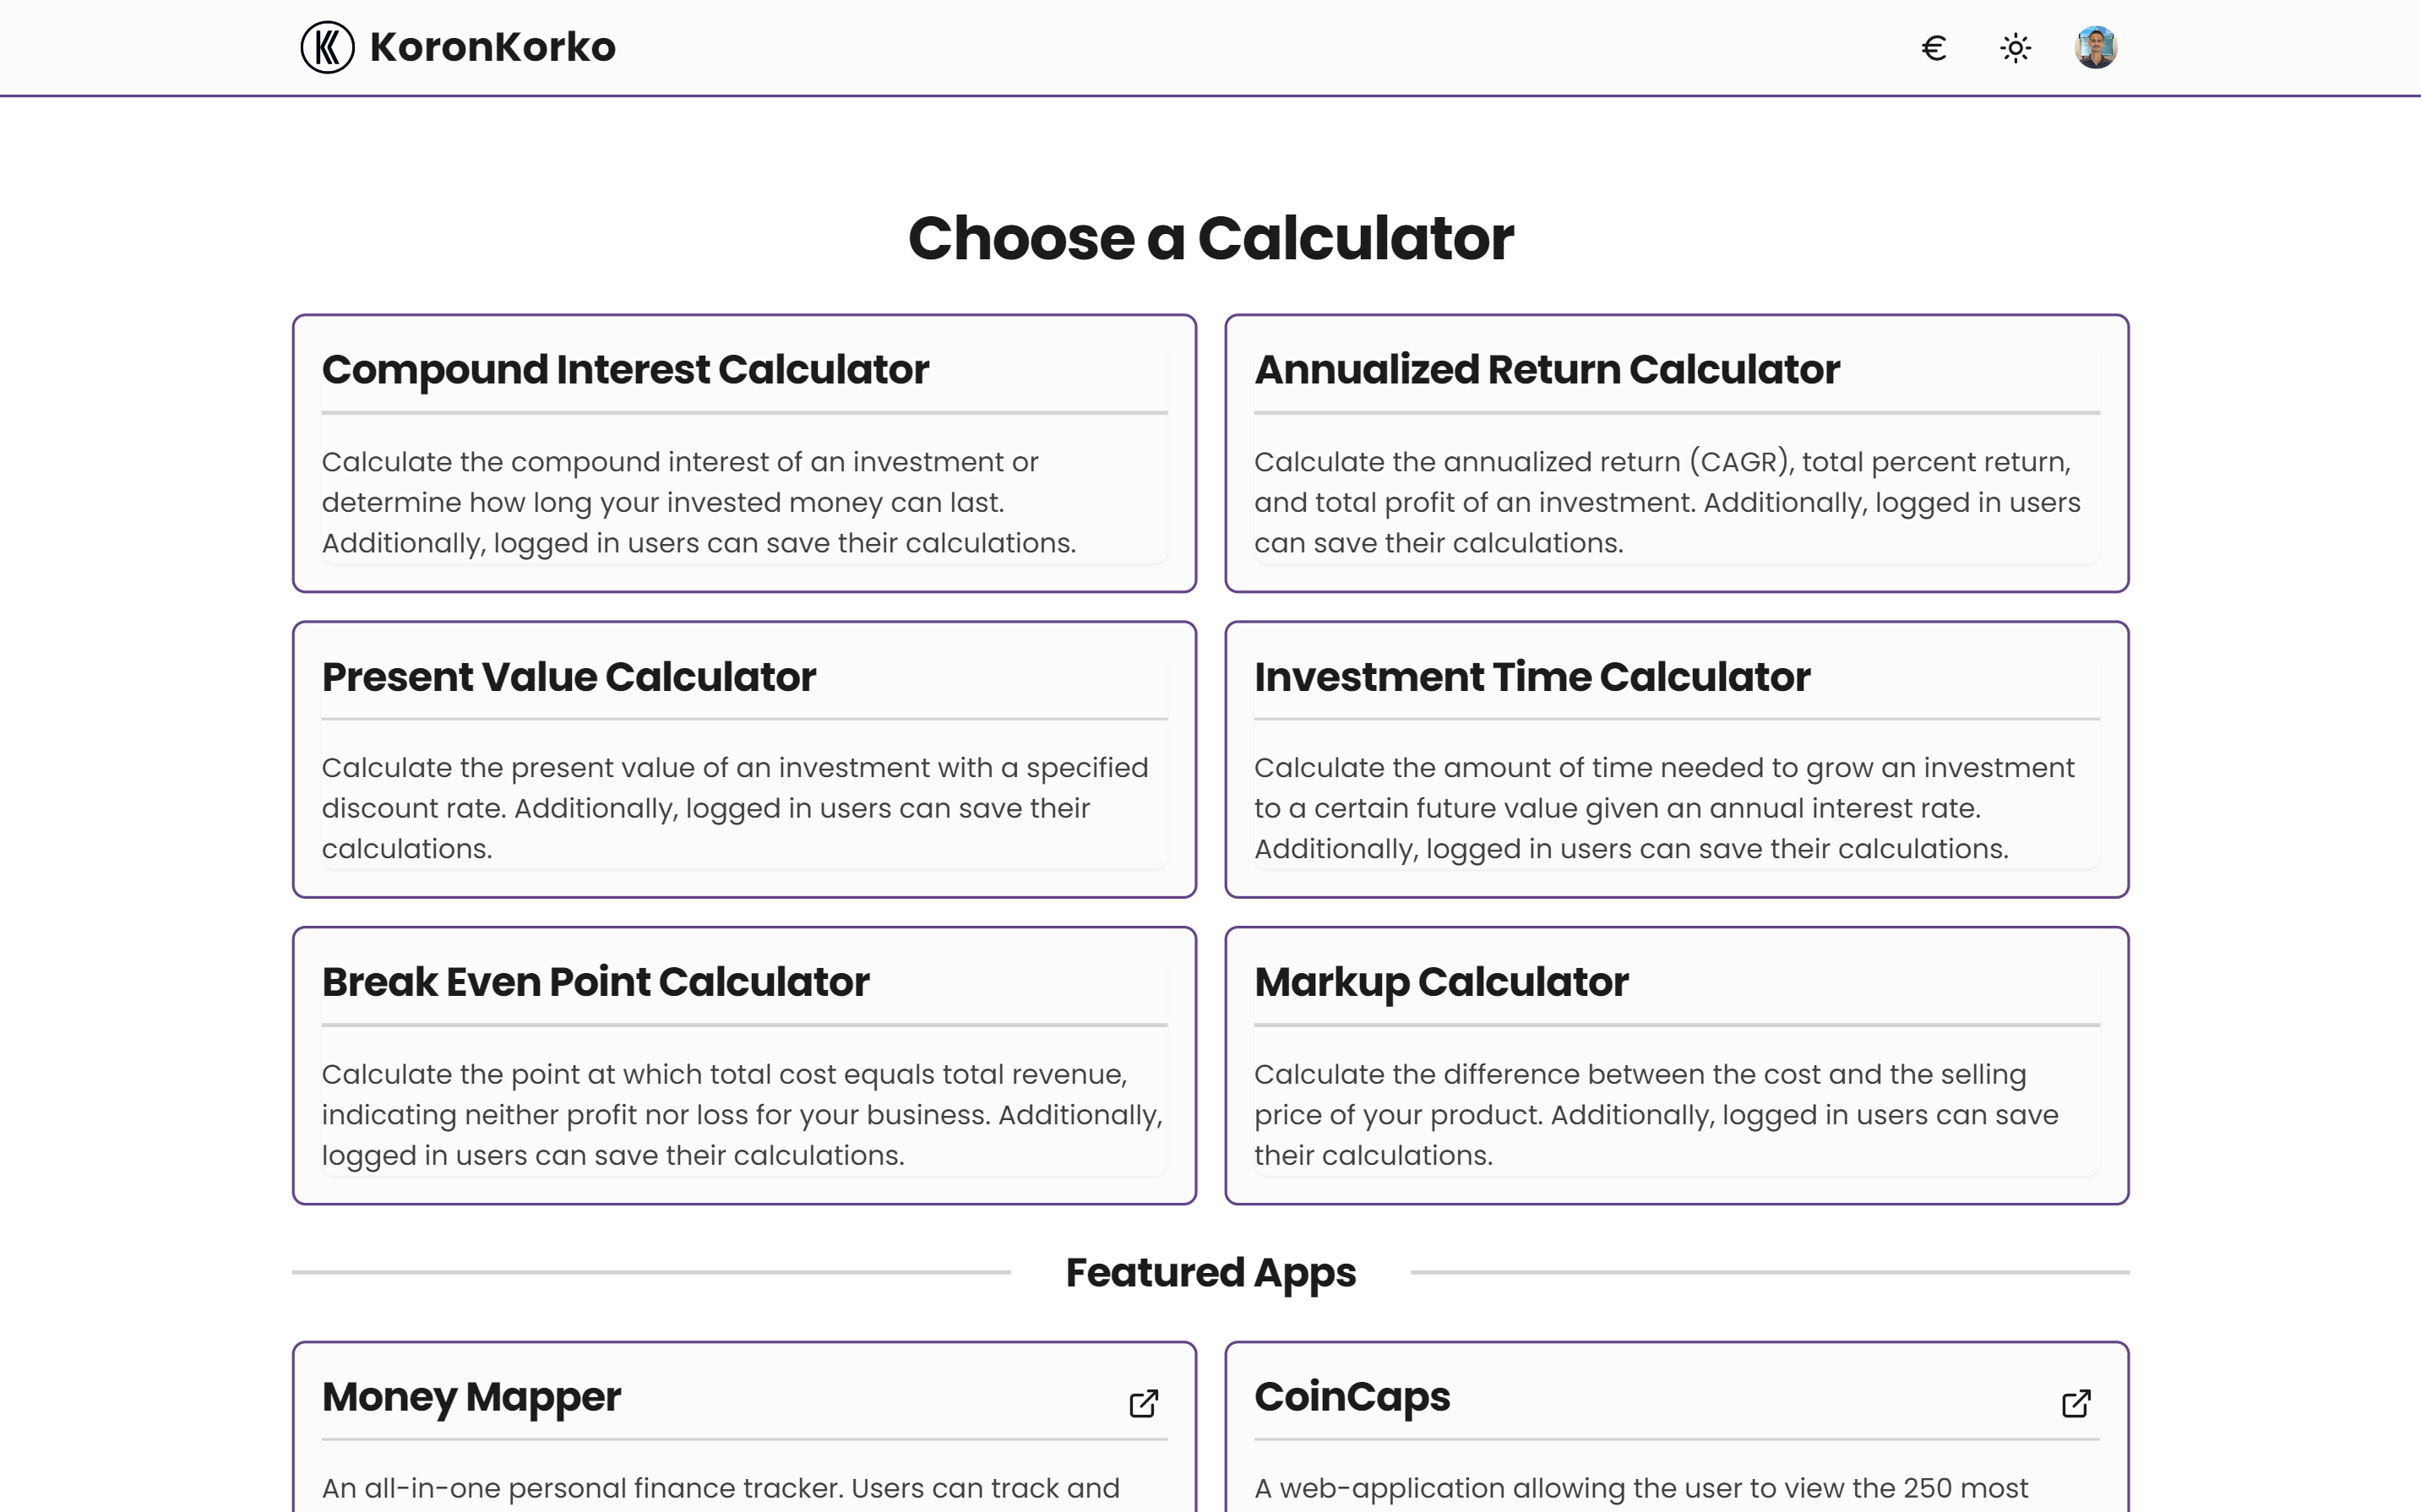 KoronKorko
€
Choose a Calculator
Compound Interest Calculator
Calculate the compound interest of an investment or
determine how long your invested money can last.
Additionally, logged in users can save their calculations.
Annualized Return Calculator
Calculate the annualized return (CAGR), total percent return,
and total profit of an investment. Additionally, logged in users
can save their calculations.
Present Value Calculator
Calculate the present value of an investment with a specified
discount rate. Additionally, logged in users can save their
calculations.
Investment Time Calculator
Calculate the amount of time needed to grow an investment
to a certain future value given an annual interest rate.
Additionally, logged in users can save their calculations.
Break Even Point Calculator
Calculate the point at which total cost equals total revenue,
indicating neither profit nor loss for your business. Additionally,
logged in users can save their calculations.
Markup Calculator
Calculate the difference between the cost and the selling
price of your product. Additionally, logged in users can save
their calculations.
Featured Apps
Money Mapper
An all-in-one personal finance tracker. Users can track and
CoinCaps
A web-application allowing the user to view the 250 most